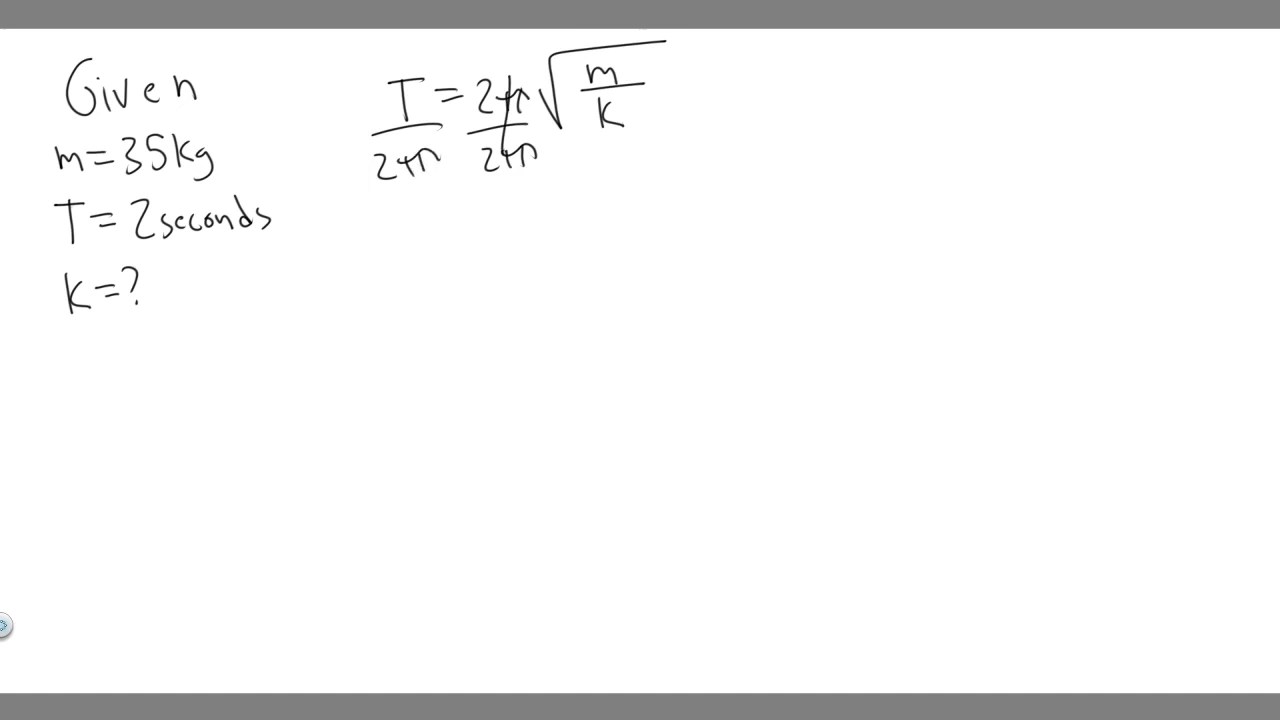 Given
m=35kg
T=2seconds
k=?
T/2π = 2π/2π √(m/k)